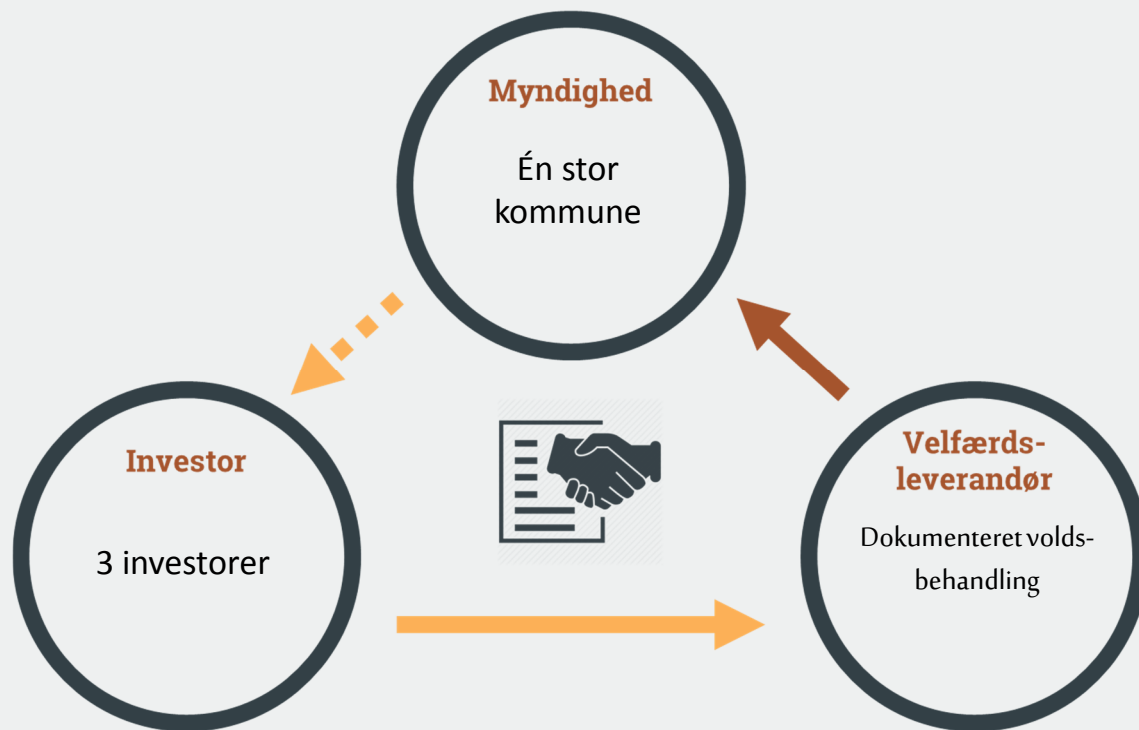 Myndighed
Én stor
kommune
Investor
3 investorer
Velfærds-
leverandør
Dokumenteret volds-
behandling